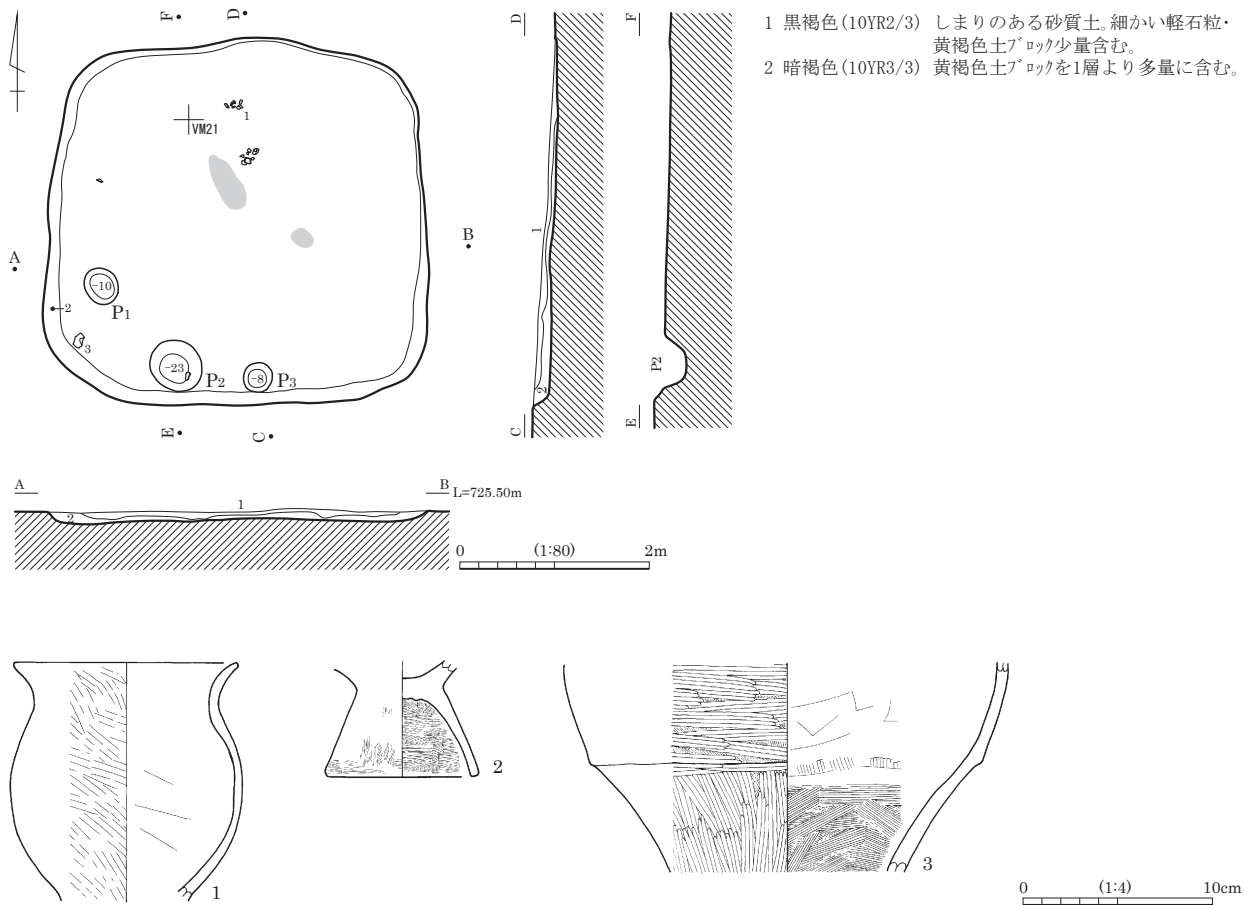 F
D
1
VM21
A
B
-10
P1
2
3
-23
P2
-8
P3
E
C
D
1
2
C
F
P2
E
1 黒褐色(10YR2/3) しまりのある砂質土。細かい軽石粒・
黄褐色土ﾌﾞﾛｯｸ少量含む。
2 暗褐色(10YR3/3) 黄褐色土ﾌﾞﾛｯｸを1層より多量に含む。
A
1
2
B L=725.50m
0 (1:80) 2m
1
2
3
0 (1:4) 10cm